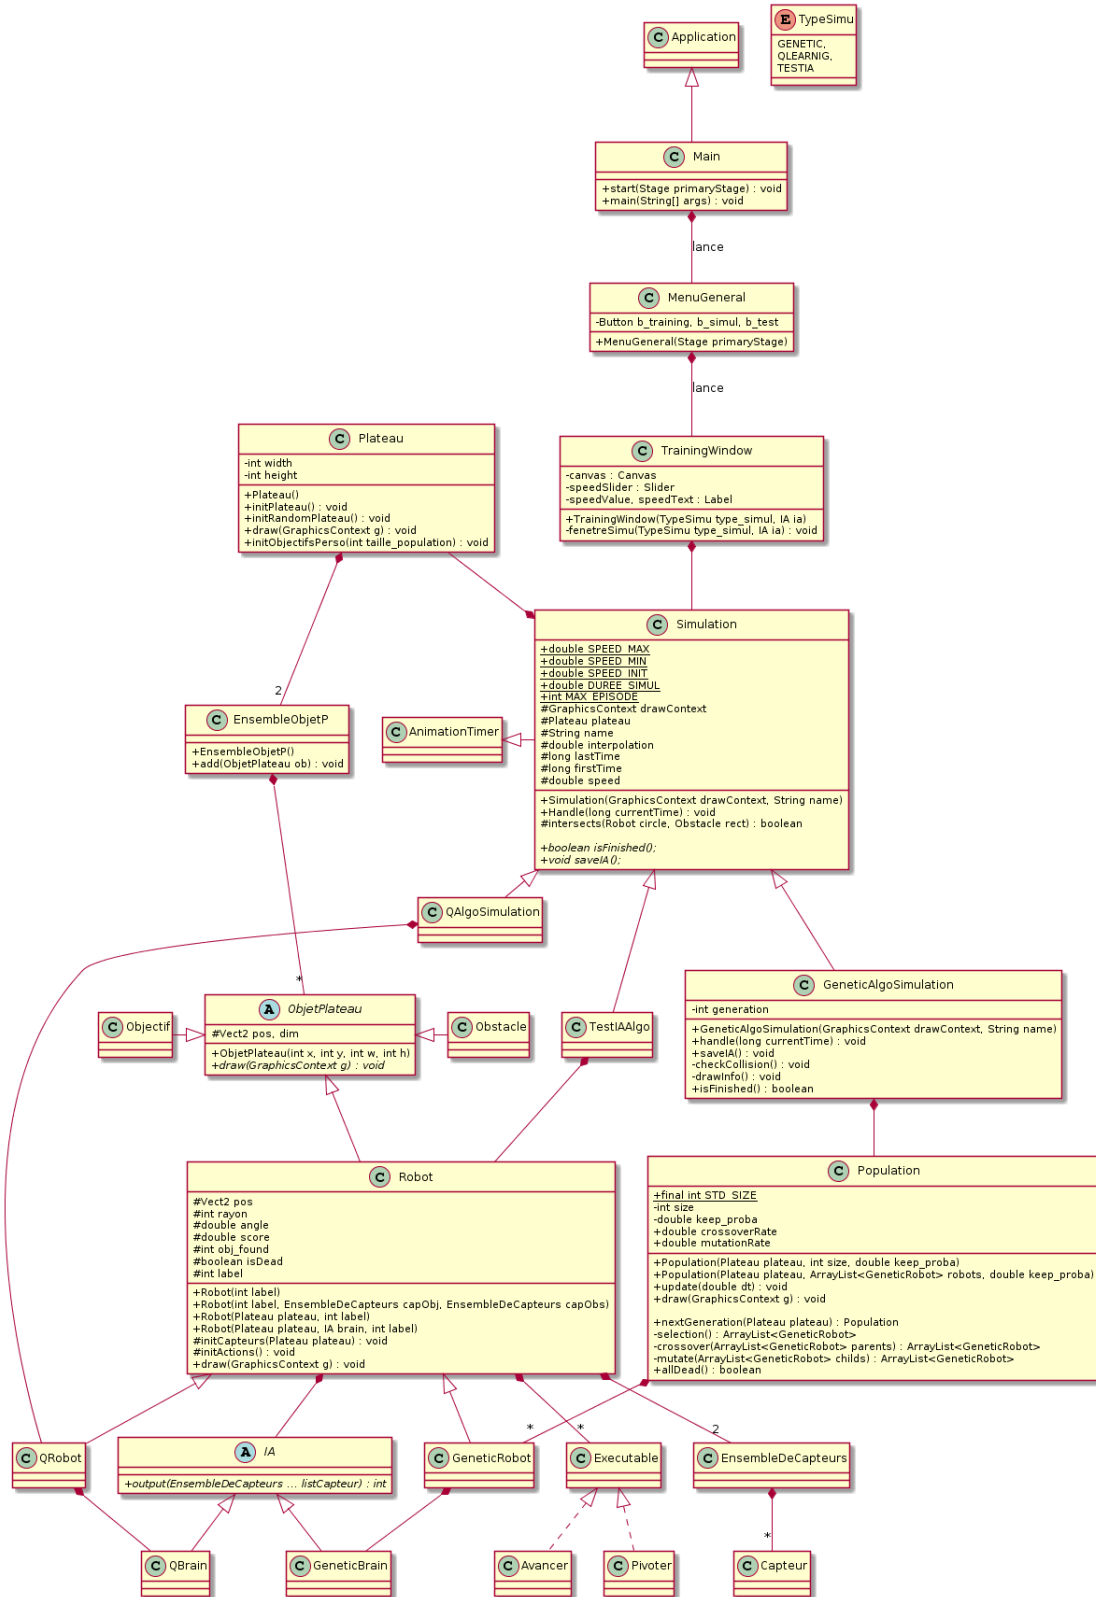 E TypeSimu
GENETIC,
QLEARNIG,
TESTIA
C Application
C Main
+start(Stage primaryStage) : void
+main(String[] args) : void
lance
C MenuGeneral
-Button b_training, b_simul, b_test
+MenuGeneral(Stage primaryStage)
lance
C Plateau
-int width
-int height
+Plateau()
+initPlateau() : void
+initRandomPlateau() : void
+draw(GraphicsContext g) : void
+initObjectifsPerso(int taille_population) : void
C TrainingWindow
-canvas : Canvas
-speedSlider : Slider
-speedValue, speedText : Label
+TrainingWindow(TypeSimu type_simul, IA ia)
-fenetreSimu(TypeSimu type_simul, IA ia) : void
2
C Simulation
+double SPEED_MAX
+double SPEED_MIN
+double SPEED_INIT
+double DUREE_SIMUL
+int MAX_EPISODE
#GraphicsContext drawContext
#Plateau plateau
#String name
#double interpolation
#long lastTime
#long firstTime
#double speed
+Simulation(GraphicsContext drawContext, String name)
+Handle(long currentTime) : void
#intersects(Robot circle, Obstacle rect) : boolean
+boolean isFinished();
+void saveIA();
C EnsembleObjetP
+EnsembleObjetP()
+add(ObjetPlateau ob) : void
C AnimationTimer
C QAlgoSimulation
*
C Objectif
A ObjetPlateau
#Vect2 pos, dim
+ObjetPlateau(int x, int y, int w, int h)
+draw(GraphicsContext g) : void
C Obstacle
C TestIAAlgo
C GeneticAlgoSimulation
-int generation
+GeneticAlgoSimulation(GraphicsContext drawContext, String name)
+handle(long currentTime) : void
+saveIA() : void
-checkCollision() : void
-drawInfo() : void
+isFinished() : boolean
C Robot
#Vect2 pos
#int rayon
#double angle
#double score
#int obj_found
#boolean isDead
#int label
+Robot(int label)
+Robot(int label, EnsembleDeCapteurs capObj, EnsembleDeCapteurs capObs)
+Robot(Plateau plateau, int label)
+Robot(Plateau plateau, IA brain, int label)
#initCapteurs(Plateau plateau) : void
#initActions() : void
+draw(GraphicsContext g) : void
C Population
+final int STD_SIZE
-int size
-double keep_proba
+double crossoverRate
+double mutationRate
+Population(Plateau plateau, int size, double keep_proba)
+Population(Plateau plateau, ArrayList<GeneticRobot> robots, double keep_proba)
+update(double dt) : void
+draw(GraphicsContext g) : void
+nextGeneration(Plateau plateau) : Population
-selection() : ArrayList<GeneticRobot>
-crossover(ArrayList<GeneticRobot> parents) : ArrayList<GeneticRobot>
-mutate(ArrayList<GeneticRobot> childs) : ArrayList<GeneticRobot>
+allDead() : boolean
* * 2
C QRobot
A IA
+output(EnsembleDeCapteurs ... listCapteur) : int
C GeneticRobot
C Executable
C EnsembleDeCapteurs
*
C QBrain
C GeneticBrain
C Avancer
C Pivoter
C Capteur